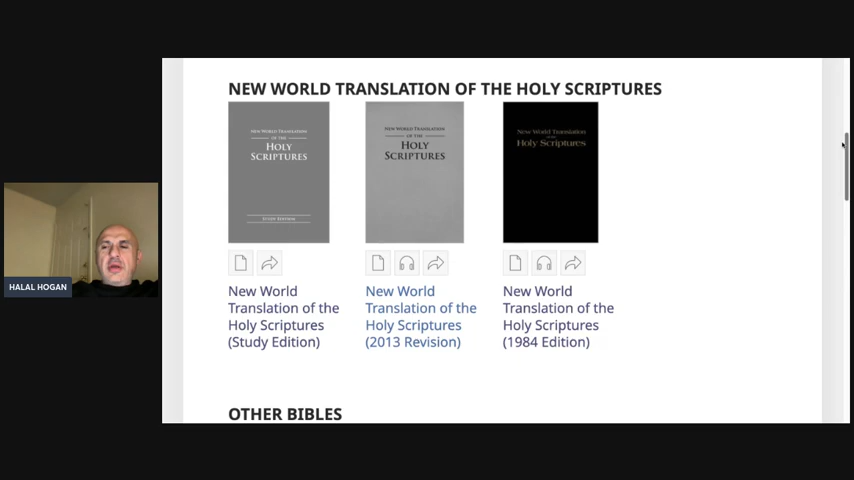 NEW WORLD TRANSLATION OF THE HOLY SCRIPTURES
NEW WORLD TRANSLATION
OF THE
HOLY
SCRIPTURES
STUDY EDITION
NEW WORLD TRANSLATION
OF THE
HOLY
SCRIPTURES
New World Translation
of the
Holy Scriptures
HALAL HOGAN
New World
Translation of the
Holy Scriptures
(Study Edition)
New World
Translation of the
Holy Scriptures
(2013 Revision)
New World
Translation of the
Holy Scriptures
(1984 Edition)
OTHER BIBLES